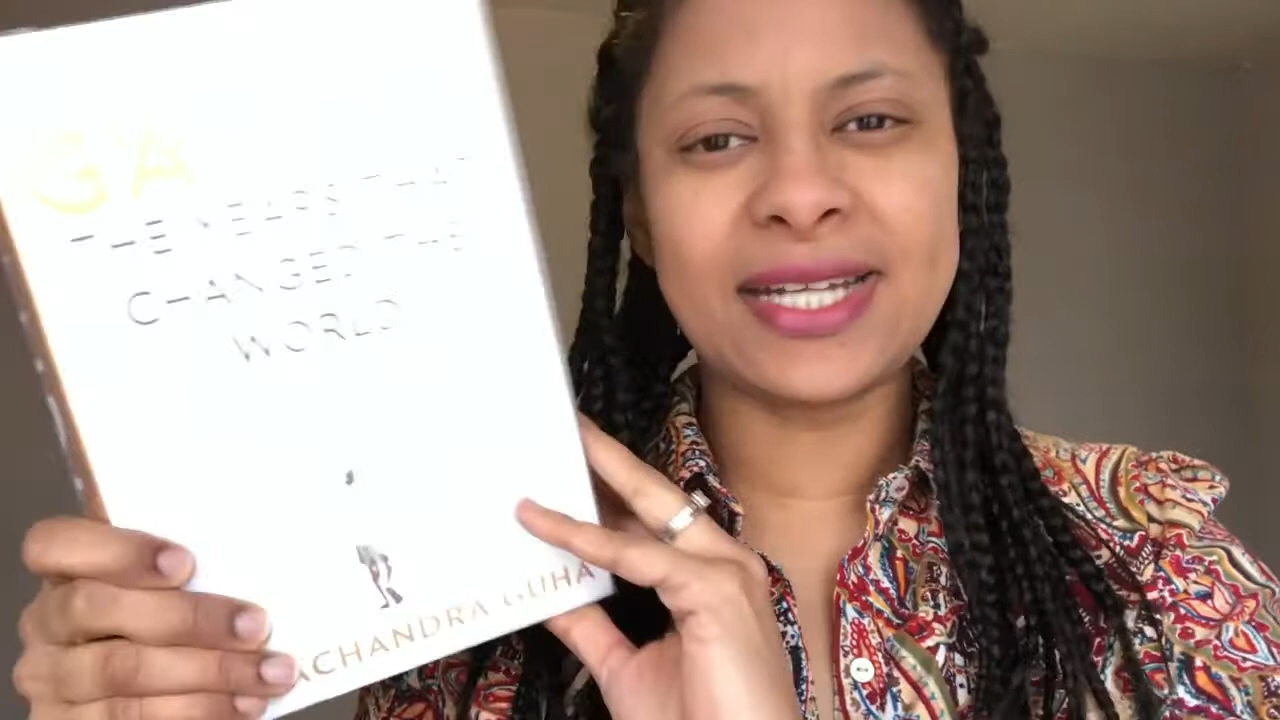 GA
THE YEARS THAT
CHANGED THE
WORLD
ACHANDRA GUHA